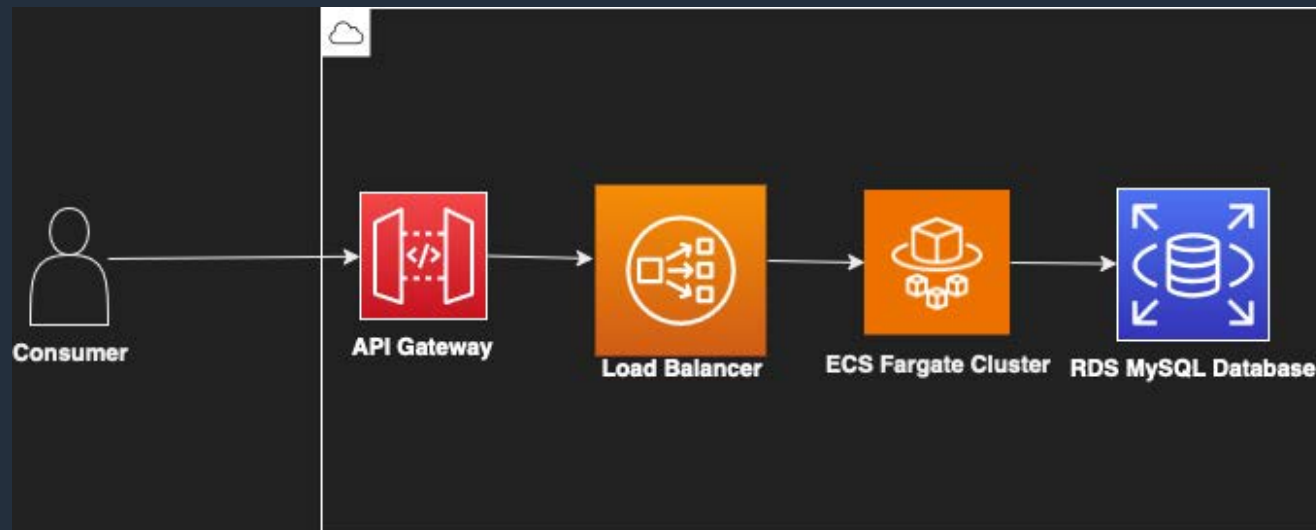 Consumer
API Gateway
Load Balancer
ECS Fargate Cluster
RDS MySQL Database